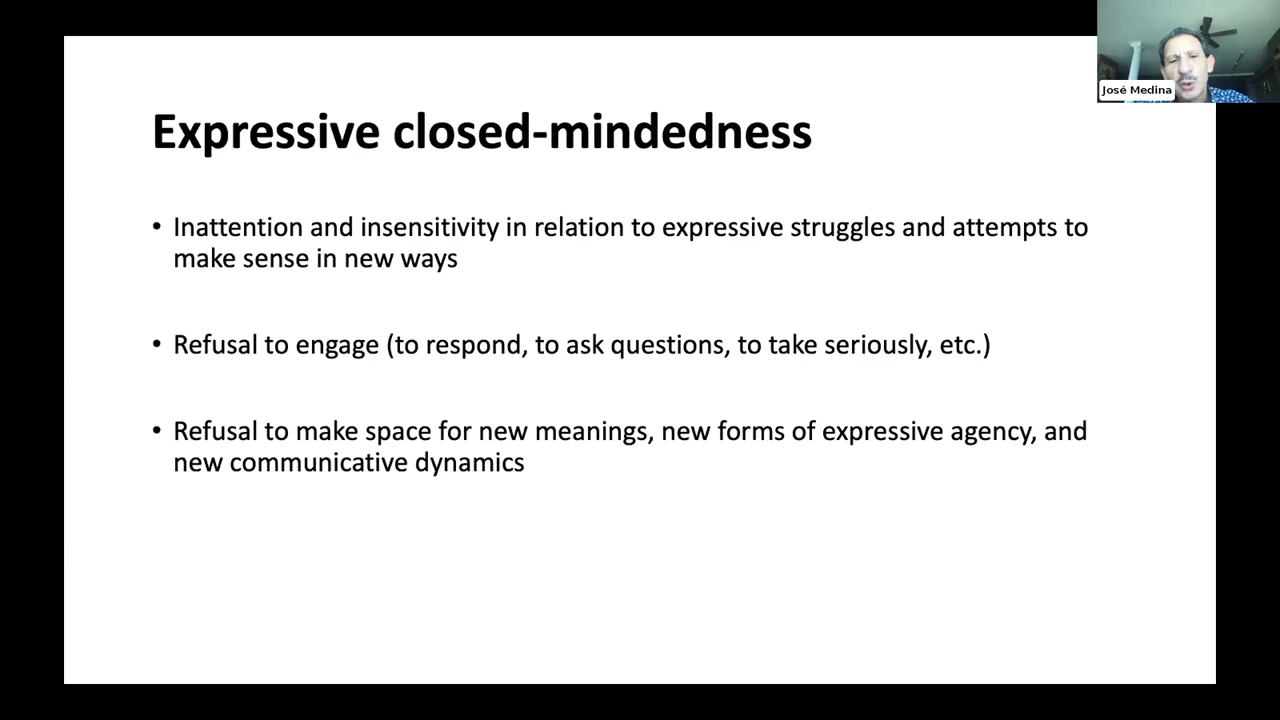 José Medina
Expressive closed-mindedness
• Inattention and insensitivity in relation to expressive struggles and attempts to
make sense in new ways
• Refusal to engage (to respond, to ask questions, to take seriously, etc.)
• Refusal to make space for new meanings, new forms of expressive agency, and
new communicative dynamics